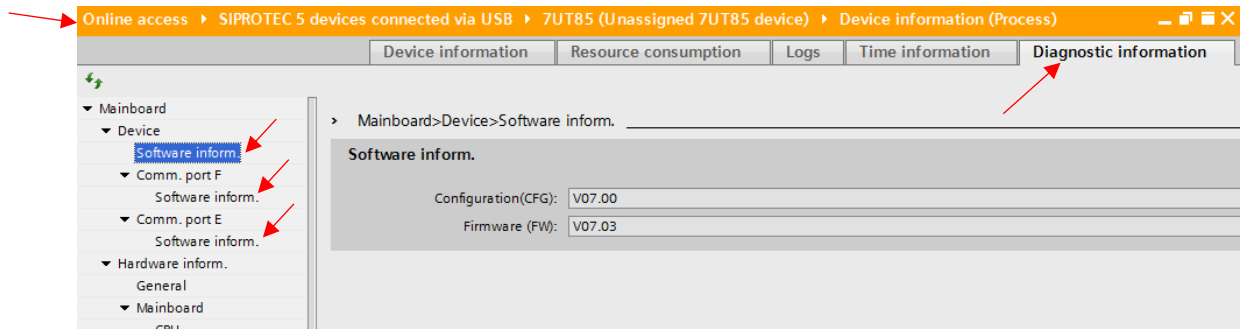 Online access ▸ SIPROTEC 5 devices connected via USB ▸ 7UT85 (Unassigned 7UT85 device) ▸ Device information (Process)
Device information Resource consumption Logs Time information Diagnostic information
Mainboard
Device
Software inform.
Comm. port F
Software inform.
Comm. port E
Software inform.
Hardware inform.
General
Mainboard
CPU
Mainboard>Device>Software inform.
Software inform.
Configuration(CFG): V07.00
Firmware (FW): V07.03